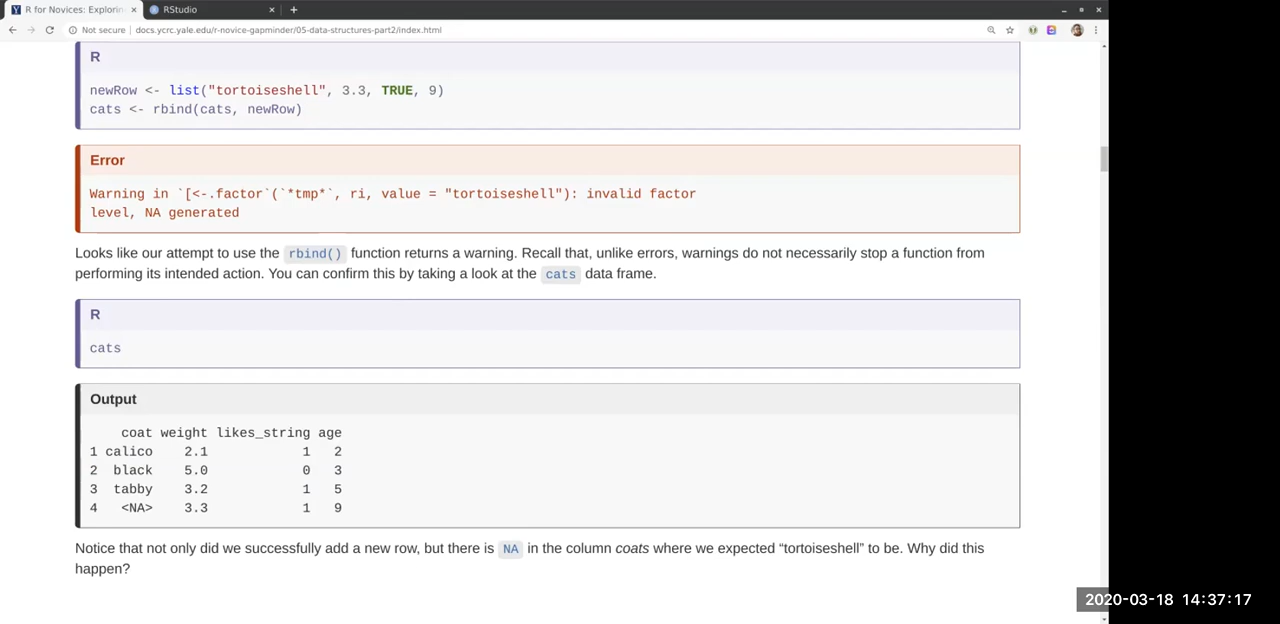 R for Novices: Explorin
RStudio
Not secure
docs.ycrc.yale.edu/r-novice-gapminder/05-data-structures-part2/index.html
R
newRow <- list("tortoiseshell", 3.3, TRUE, 9)
cats <- rbind(cats, newRow)
Error
Warning in `[<-.factor`(`*tmp*`, ri, value = "tortoiseshell"): invalid factor
level, NA generated
Looks like our attempt to use the rbind() function returns a warning. Recall that, unlike errors, warnings do not necessarily stop a function from
performing its intended action. You can confirm this by taking a look at the cats data frame.
R
cats
Output
coat weight likes_string age
1 calico 2.1 1 2
2 black 5.0 0 3
3 tabby 3.2 1 5
4 <NA> 3.3 1 9
Notice that not only did we successfully add a new row, but there is NA in the column coats where we expected “tortoiseshell” to be. Why did this
happen?
2020-03-18 14:37:17